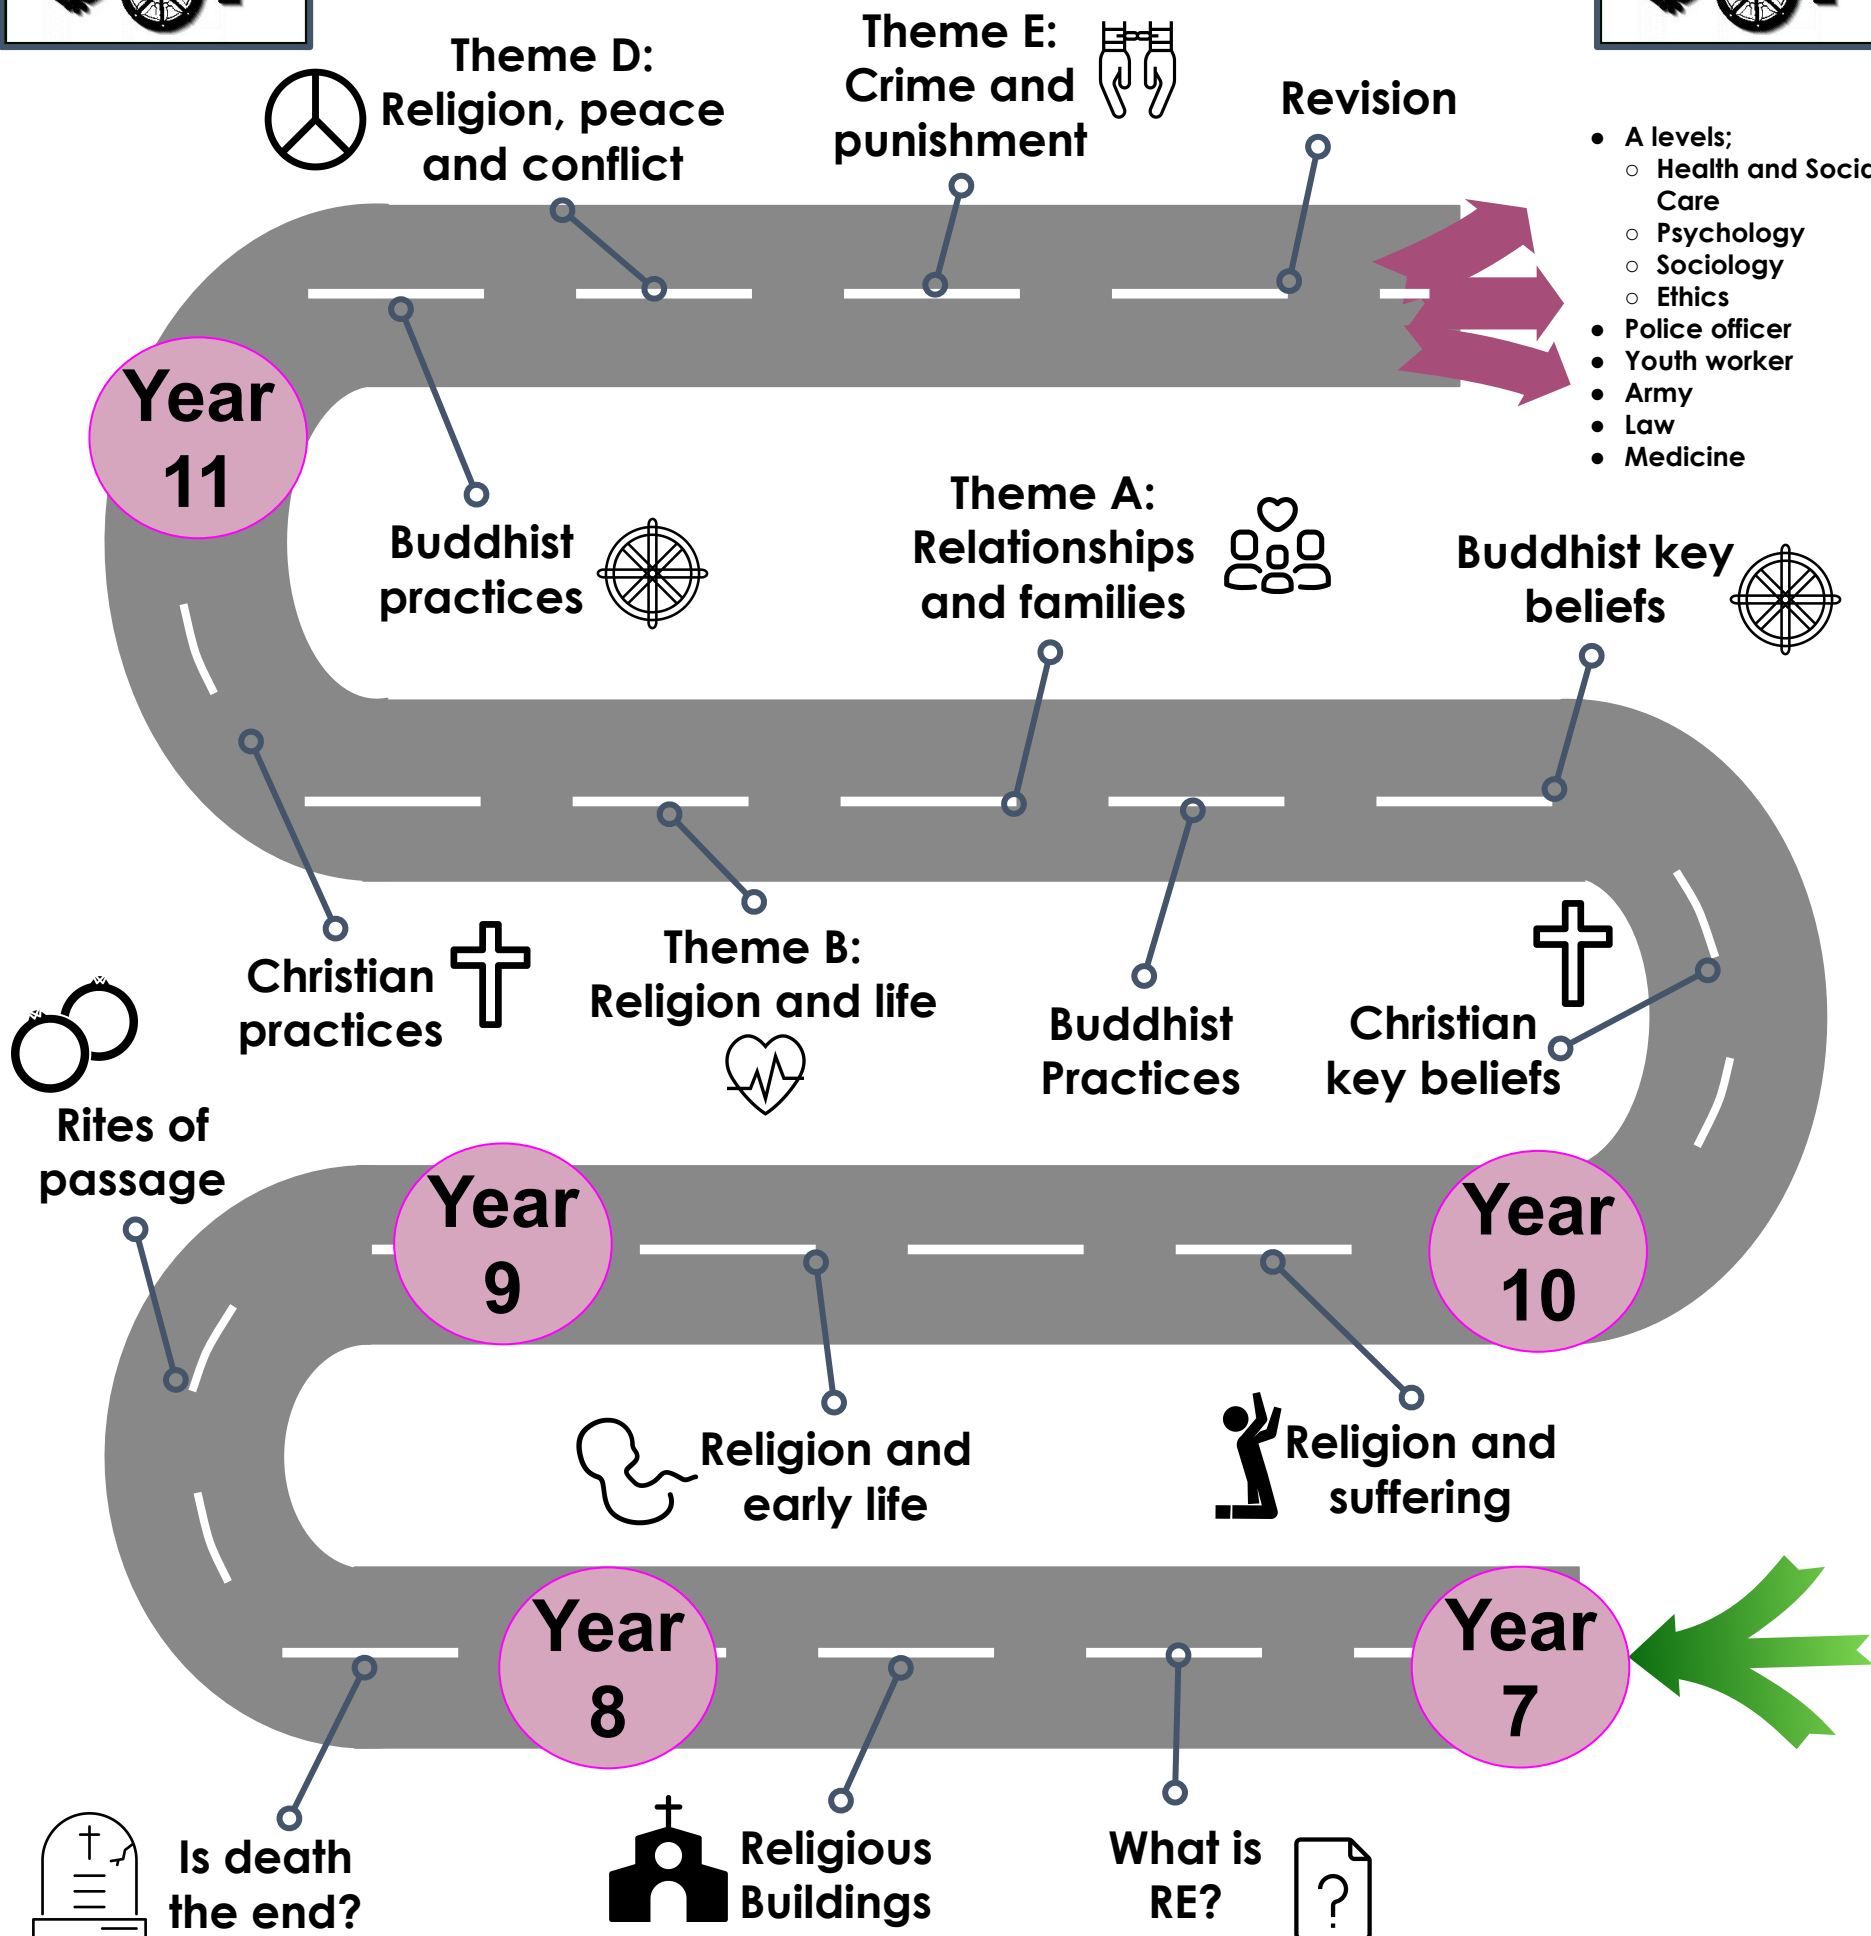 Theme D:
Religion, peace
and conflict
Theme E:
Crime and
punishment
Revision
● A levels;
○ Health and Socia
Care
○ Psychology
○ Sociology
○ Ethics
● Police officer
● Youth worker
● Army
● Law
● Medicine
Year
11
Buddhist
practices
Theme A:
Relationships
and families
Buddhist key
beliefs
Christian
practices
Theme B:
Religion and life
Buddhist
Practices
Christian
key beliefs
Rites of
passage
Year
9
Year
10
Religion and
early life
Religion and
suffering
Year
8
Year
7
Is death
the end?
Religious
Buildings
What is
RE?
?